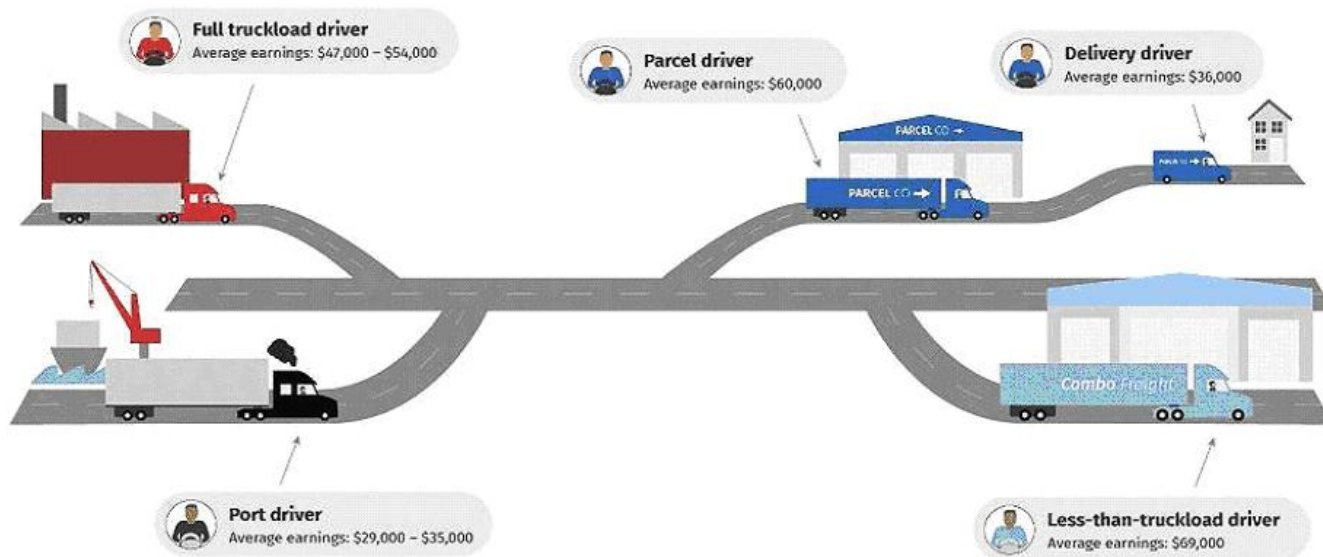 Full truckload driver
Average earnings: $47,000 – $54,000
Parcel driver
Average earnings: $60,000
Delivery driver
Average earnings: $36,000
PARCEL CO
PARCEL CO
PARCEL CO
Combo Freight
Port driver
Average earnings: $29,000 – $35,000
Less-than-truckload driver
Average earnings: $69,000